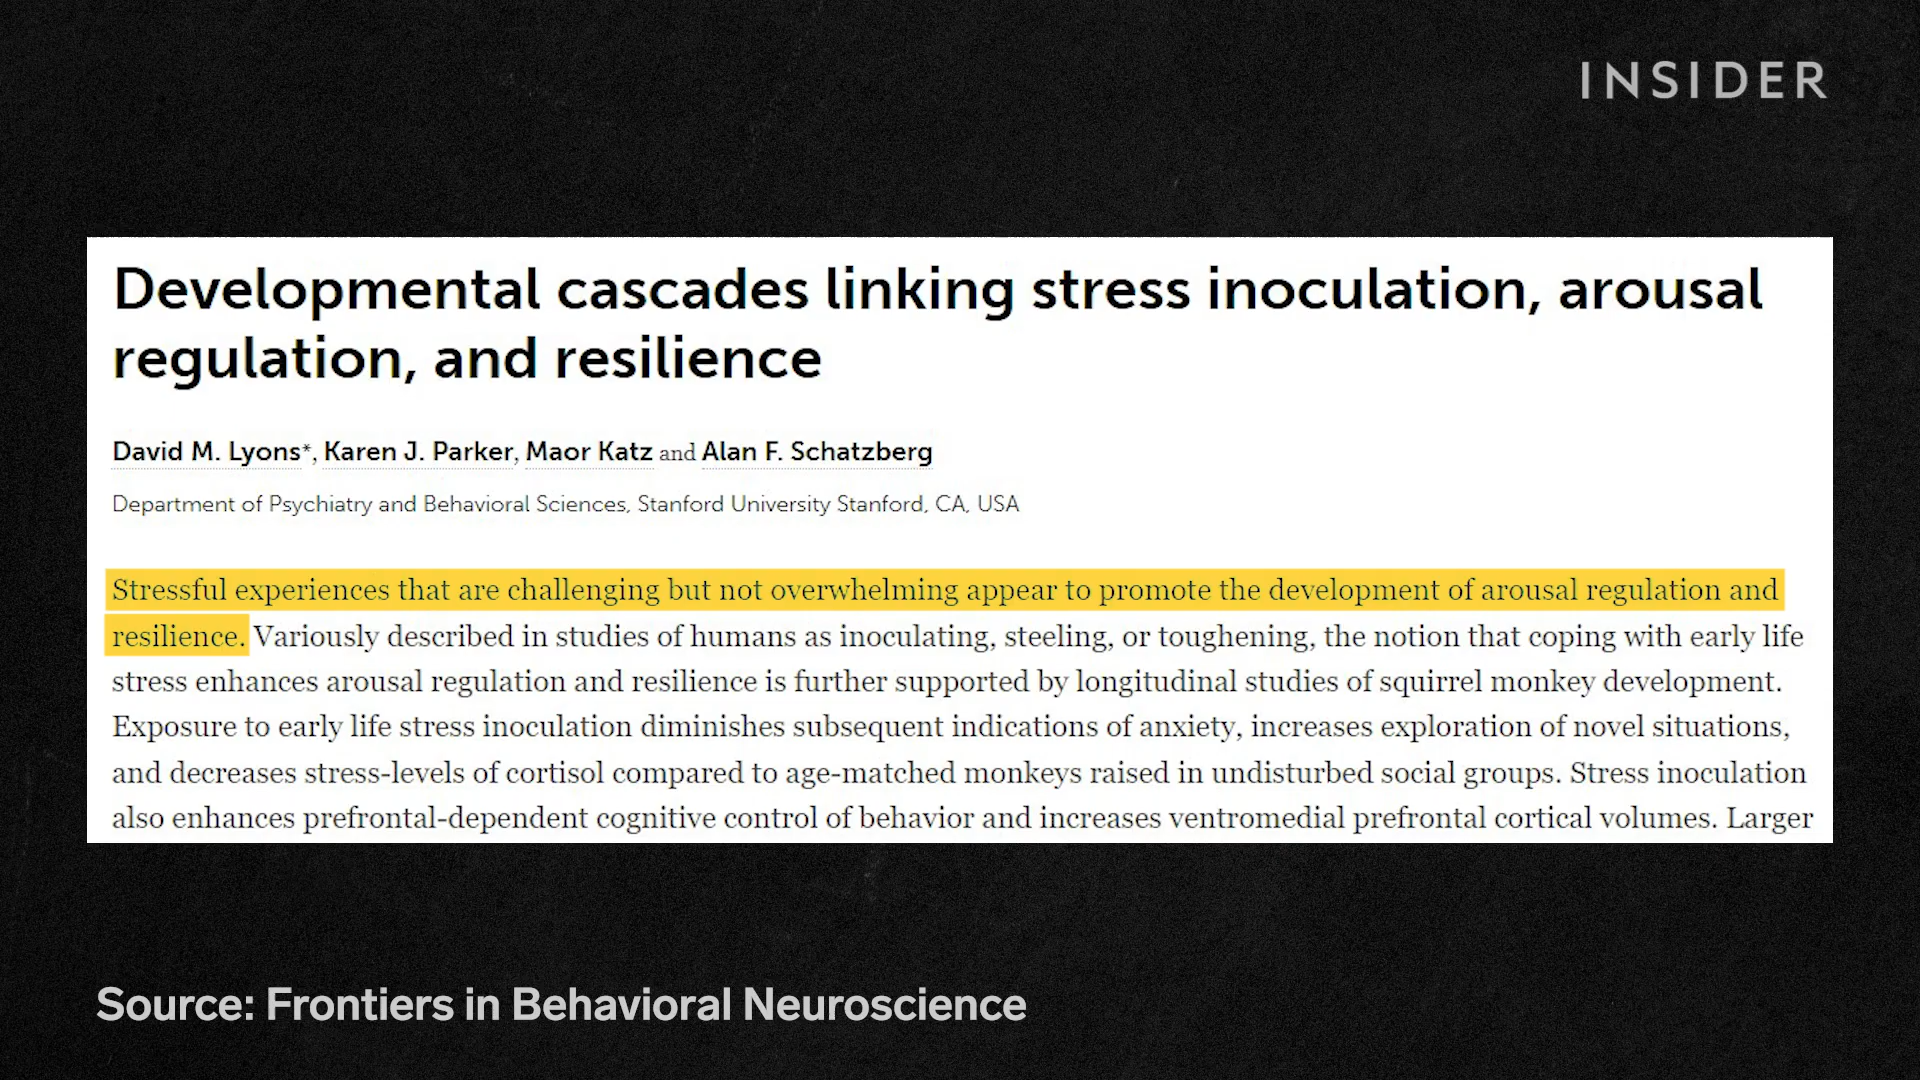 INSIDER
Developmental cascades linking stress inoculation, arousal
regulation, and resilience
David M. Lyons*, Karen J. Parker, Maor Katz and Alan F. Schatzberg
Department of Psychiatry and Behavioral Sciences, Stanford University Stanford, CA, USA
Stressful experiences that are challenging but not overwhelming appear to promote the development of arousal regulation and
resilience. Variously described in studies of humans as inoculating, steeling, or toughening, the notion that coping with early life
stress enhances arousal regulation and resilience is further supported by longitudinal studies of squirrel monkey development.
Exposure to early life stress inoculation diminishes subsequent indications of anxiety, increases exploration of novel situations,
and decreases stress-levels of cortisol compared to age-matched monkeys raised in undisturbed social groups. Stress inoculation
also enhances prefrontal-dependent cognitive control of behavior and increases ventromedial prefrontal cortical volumes. Larger
Source: Frontiers in Behavioral Neuroscience